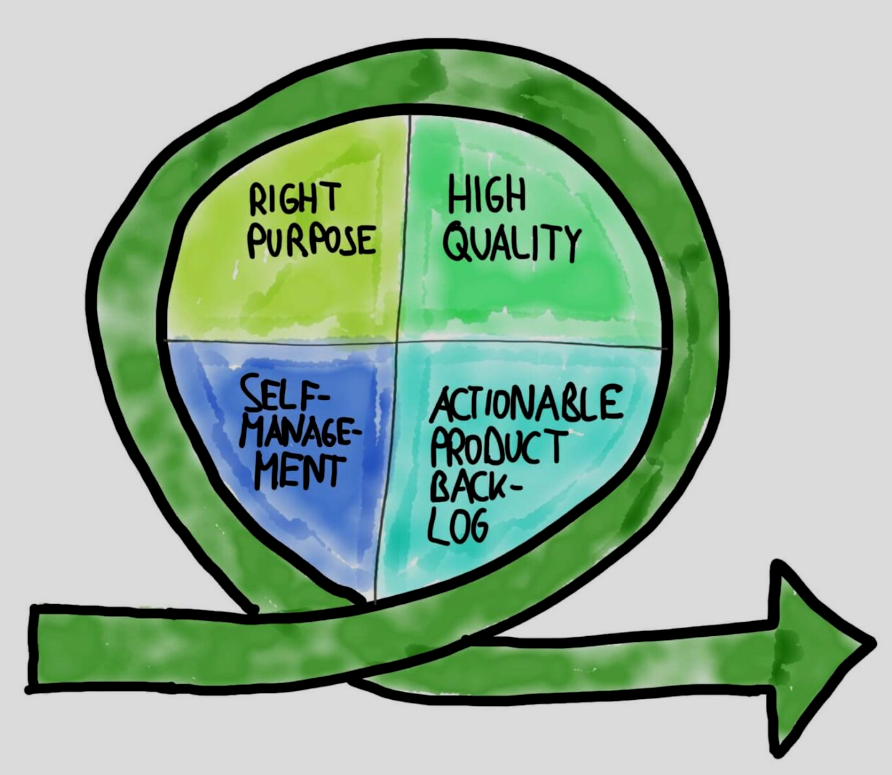 RIGHT
PURPOSE
HIGH
QUALITY
SELF-
MANAGE-
MENT
ACTIONABLE
PRODUCT
BACK-
LOG